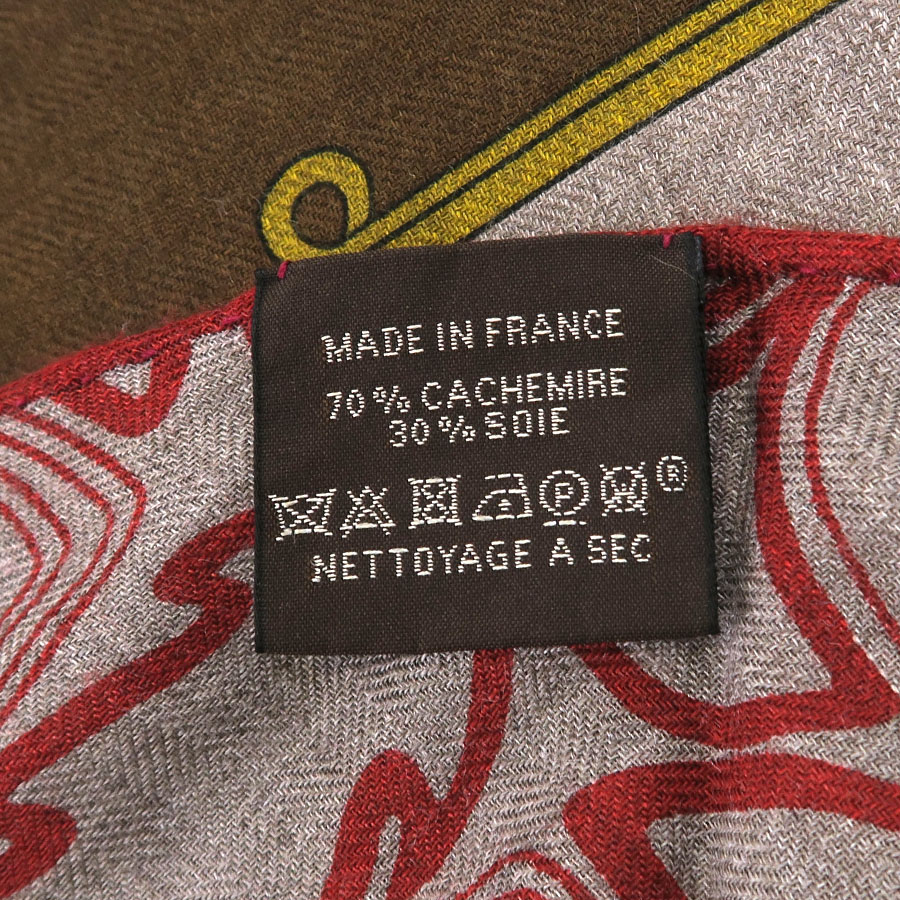 MADE IN FRANCE
70 % CACHEMIRE
30 % SOIE
P W ®
NETTOYAGE A SEC